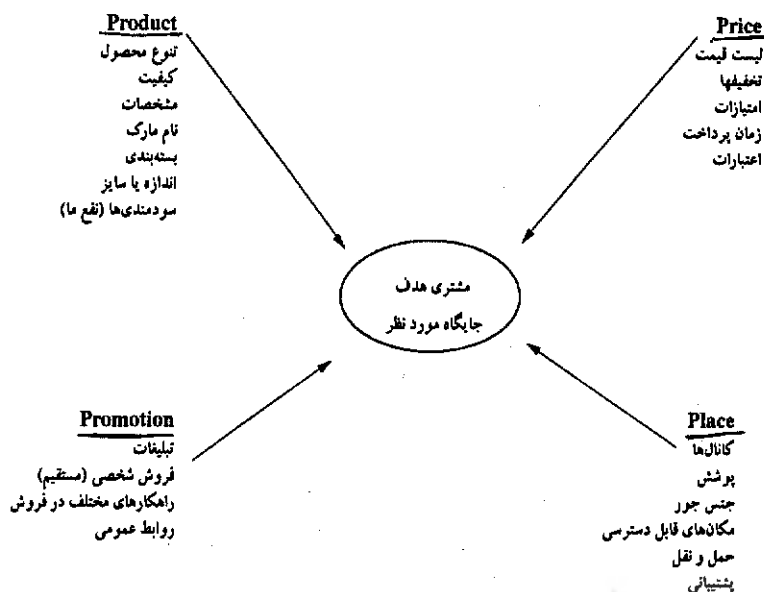 Product
تنوع محصول
کیفیت
مشخصات
نام مارک
بسته‌بندی
اندازه یا سایز
سودمندی‌ها (نفع ما)
Price
لیست قیمت
تخفیفها
امتیازات
زمان پرداخت
اعتبارات
مشتری هدف
جایگاه مورد نظر
Promotion
تبلیغات
فروش شخصی (مستقیم)
راهکارهای مختلف در فروش
روابط عمومی
Place
کانال‌ها
پوشش
جنس جور
مکان‌های قابل دسترسی
حمل و نقل
پشتیبانی